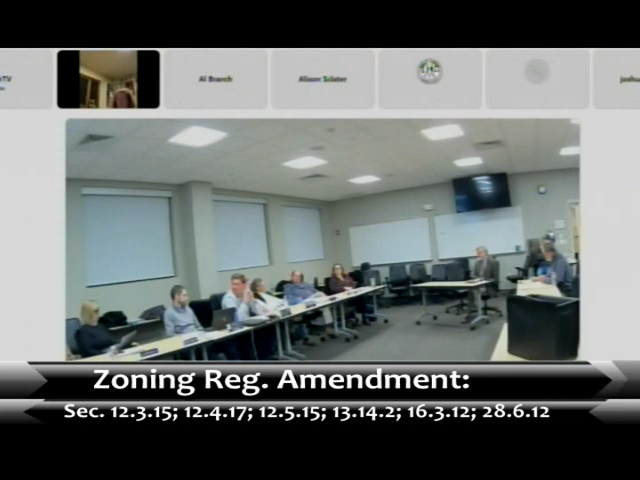 Al Branch
Alison Sclater
Zoning Reg. Amendment:
Sec. 12.3.15; 12.4.17; 12.5.15; 13.14.2; 16.3.12; 28.6.12